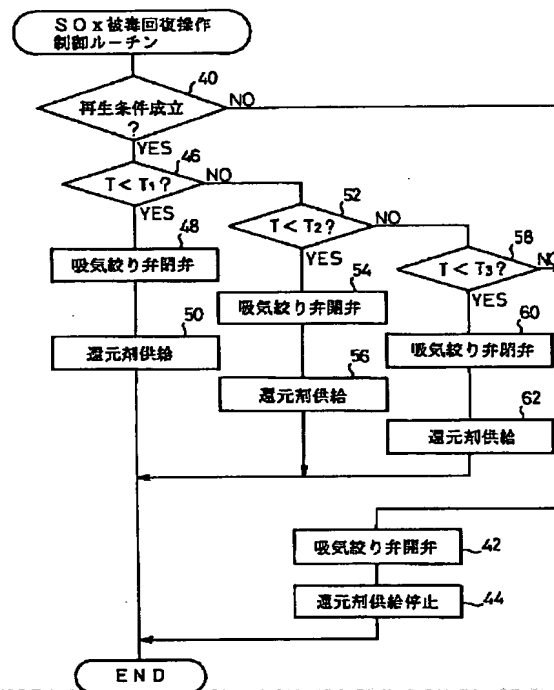 SOx被毒回復操作
制御ルーチン
40
再生条件成立
?
NO
YES
46
T<T1?
NO
YES
52
T<T2?
NO
YES
58
T<T3?
NO
YES
48
吸気絞り弁閉弁
54
吸気絞り弁開弁
60
吸気絞り弁閉弁
50
還元剤供給
56
還元剤供給
62
還元剤供給
吸気絞り弁開弁
42
還元剤供給停止
44
END